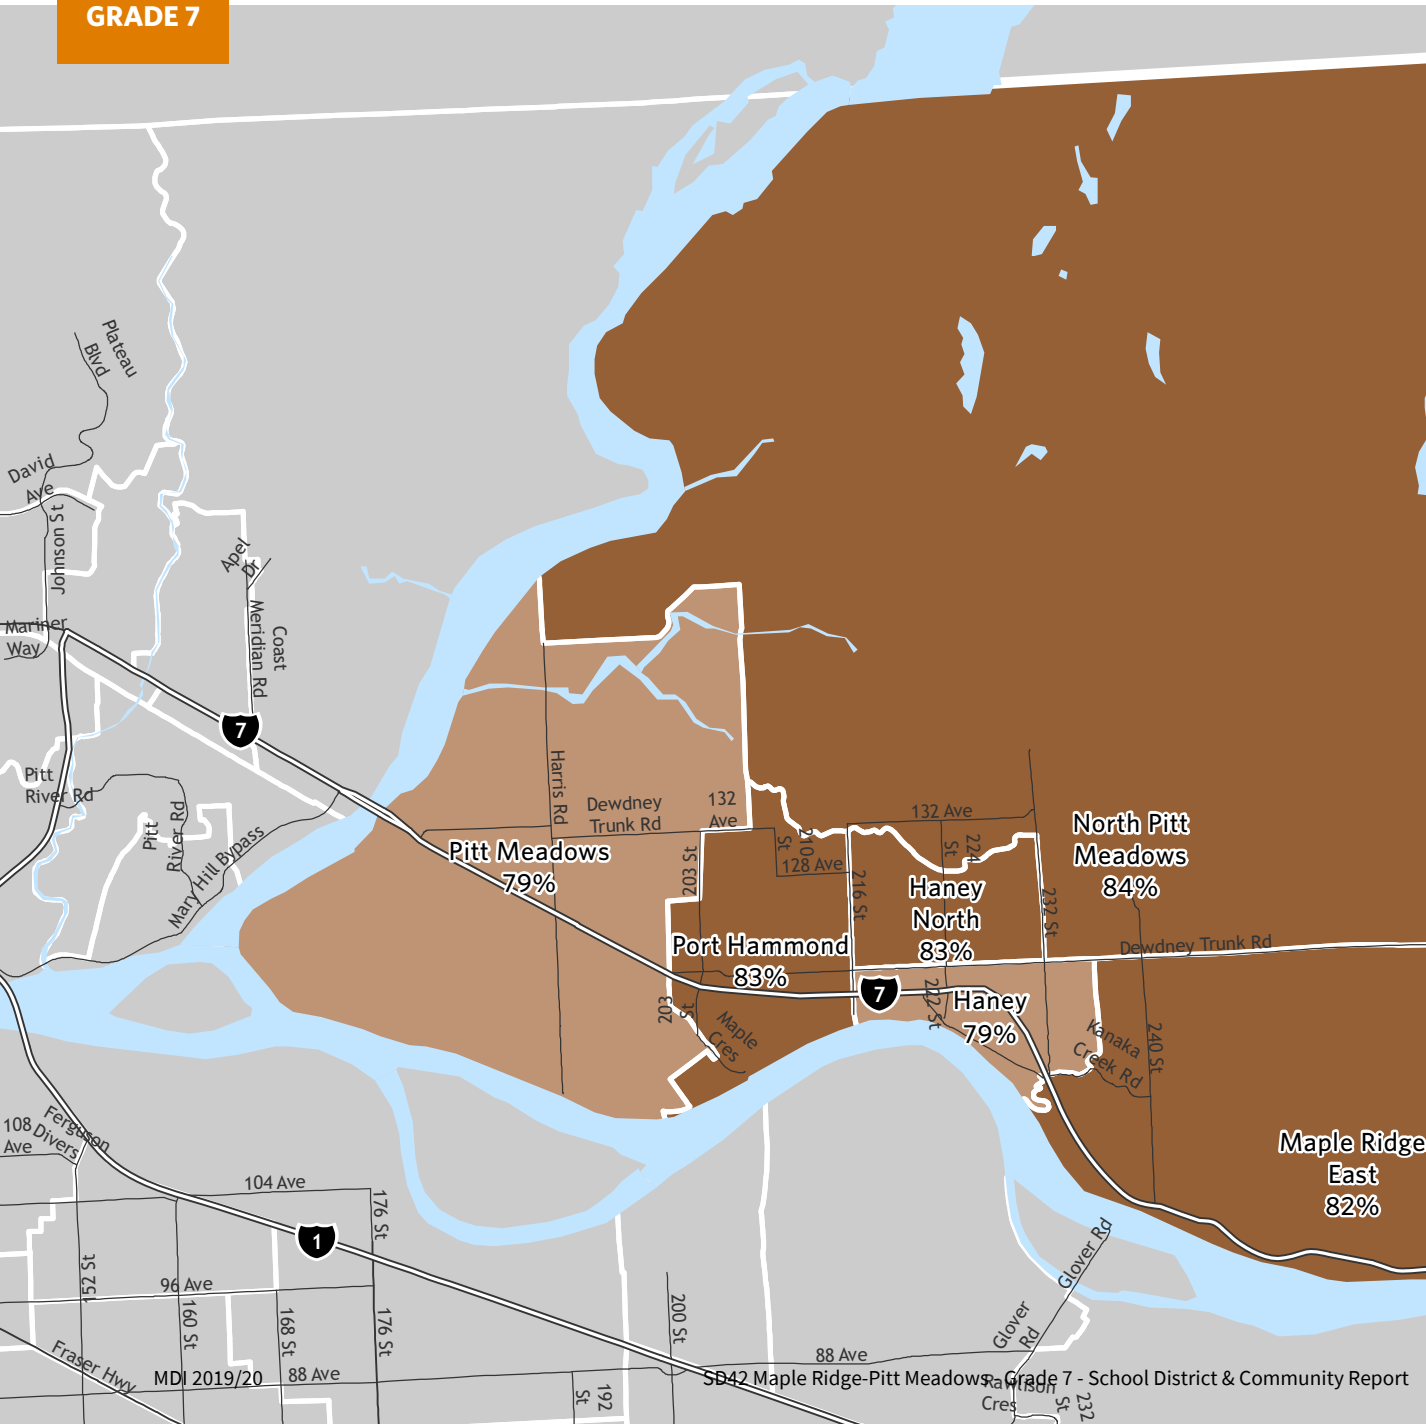 GRADE 7
Plateau
Blvd
David
Ave
Johnson St
Apel
Dr
Mariner
Way
Coast
Meridian Rd
7
Pitt
River Rd
Pitt
River Rd
Mary Hill Bypass
Harris Rd
Dewdney
Trunk Rd
132
Ave
132 Ave
210
St
128 Ave
224
St
203 St
216 St
232 St
Pitt Meadows
79%
North Pitt
Meadows
84%
Haney
North
83%
Port Hammond
83%
Dewdney Trunk Rd
7
222 St
Haney
79%
203
St
Maple
Cres
Kanaka
Creek Rd
240 St
Maple Ridge
East
82%
108
Ave
Ferguson
Divers
104 Ave
176 St
1
152 St
96 Ave
160 St
168 St
176 St
200 St
Glover Rd
Glover
Rd
Fraser Hwy
88 Ave
88 Ave
192
St
Rawlison
Cres
232
St
MDI 2019/20
SD42 Maple Ridge-Pitt Meadows - Grade 7 - School District & Community Report